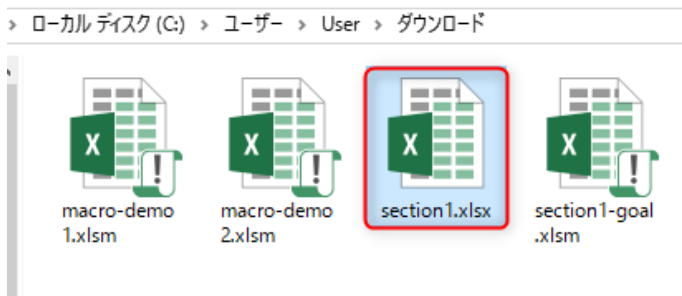 › ローカル ディスク (C:) › ユーザー › User › ダウンロード
macro-demo
1.xlsm
macro-demo
2.xlsm
section1.xlsx
section1-goal
.xlsm